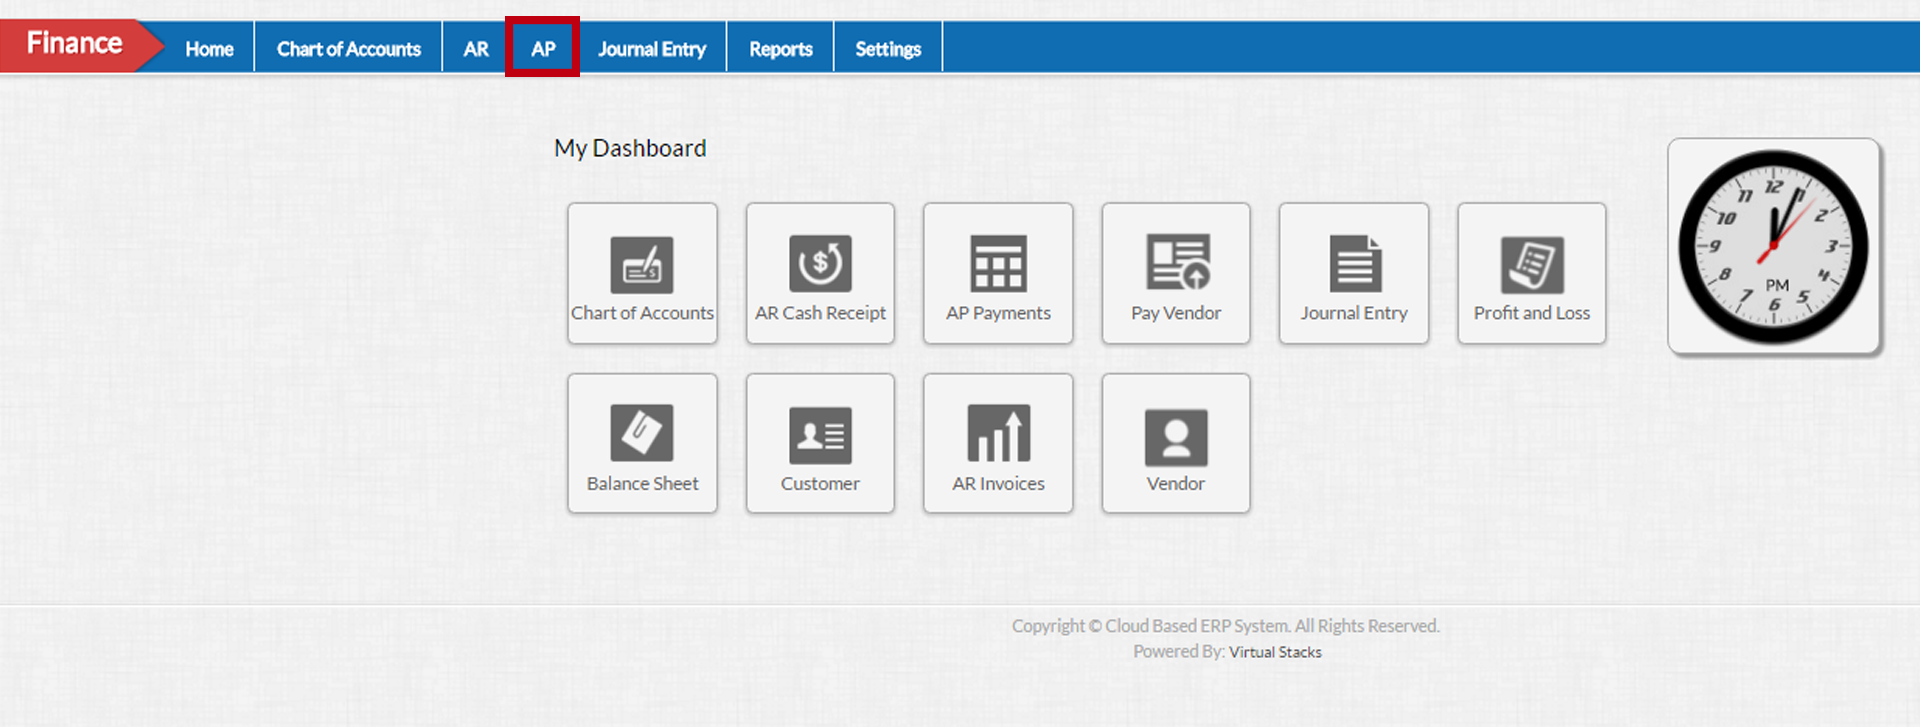 Finance
Home Chart of Accounts AR AP Journal Entry Reports Settings
My Dashboard
Chart of Accounts AR Cash Receipt AP Payments Pay Vendor Journal Entry Profit and Loss
Balance Sheet Customer AR Invoices Vendor
12
11
10 2
9 3
8 4
7 6 5
PM
Copyright © Cloud Based ERP System. All Rights Reserved.
Powered By: Virtual Stacks